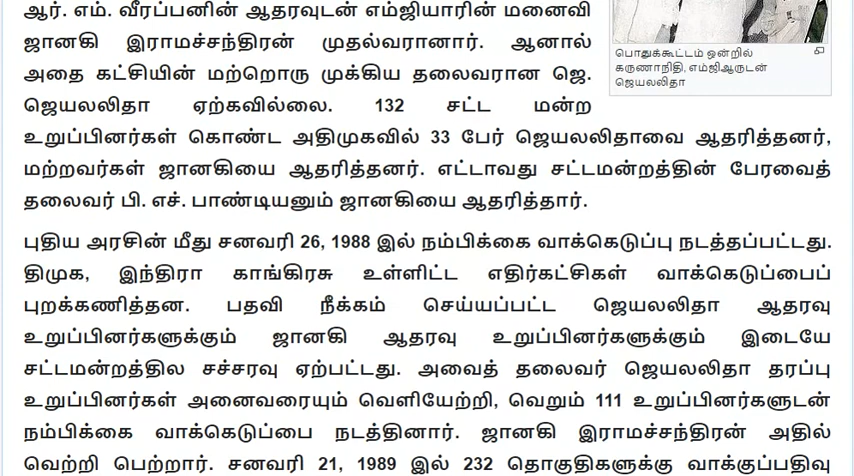 ஆர். எம். வீரப்பனின் ஆதரவுடன் எம்ஜியாரின் மனைவி
ஜானகி இராமச்சந்திரன் முதல்வரானார். ஆனால்
அதை கட்சியின் மற்றொரு முக்கிய தலைவரான ஜெ.
ஜெயலலிதா ஏற்கவில்லை. 132 சட்ட மன்ற
பொதுக்கூட்டம் ஒன்றில்
கருணாநிதி, எம்ஜிஆருடன்
ஜெயலலிதா
உறுப்பினர்கள் கொண்ட அதிமுகவில் 33 பேர் ஜெயலலிதாவை ஆதரித்தனர்,
மற்றவர்கள் ஜானகியை ஆதரித்தனர். எட்டாவது சட்டமன்றத்தின் பேரவைத்
தலைவர் பி. எச். பாண்டியனும் ஜானகியை ஆதரித்தார்.
புதிய அரசின் மீது சனவரி 26, 1988 இல் நம்பிக்கை வாக்கெடுப்பு நடத்தப்பட்டது.
திமுக, இந்திரா காங்கிரசு உள்ளிட்ட எதிர்கட்சிகள் வாக்கெடுப்பைப்
புறக்கணித்தன. பதவி நீக்கம் செய்யப்பட்ட ஜெயலலிதா ஆதரவு
உறுப்பினர்களுக்கும் ஜானகி ஆதரவு உறுப்பினர்களுக்கும் இடையே
சட்டமன்றத்தில சச்சரவு ஏற்பட்டது. அவைத் தலைவர் ஜெயலலிதா தரப்பு
உறுப்பினர்கள் அனைவரையும் வெளியேற்றி, வெறும் 111 உறுப்பினர்களுடன்
நம்பிக்கை வாக்கெடுப்பை நடத்தினார். ஜானகி இராமச்சந்திரன் அதில்
வெற்றி பெற்றார். சனவரி 21, 1989 இல் 232 தொகுதிகளுக்கு வாக்குப்பதிவு